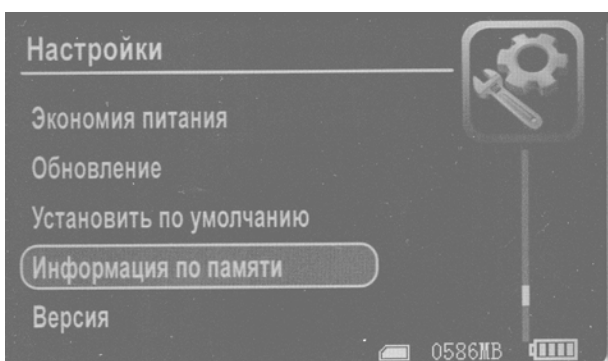 Настройки
Экономия питания
Обновление
Установить по умолчанию
Информация по памяти
Версия
0586MB